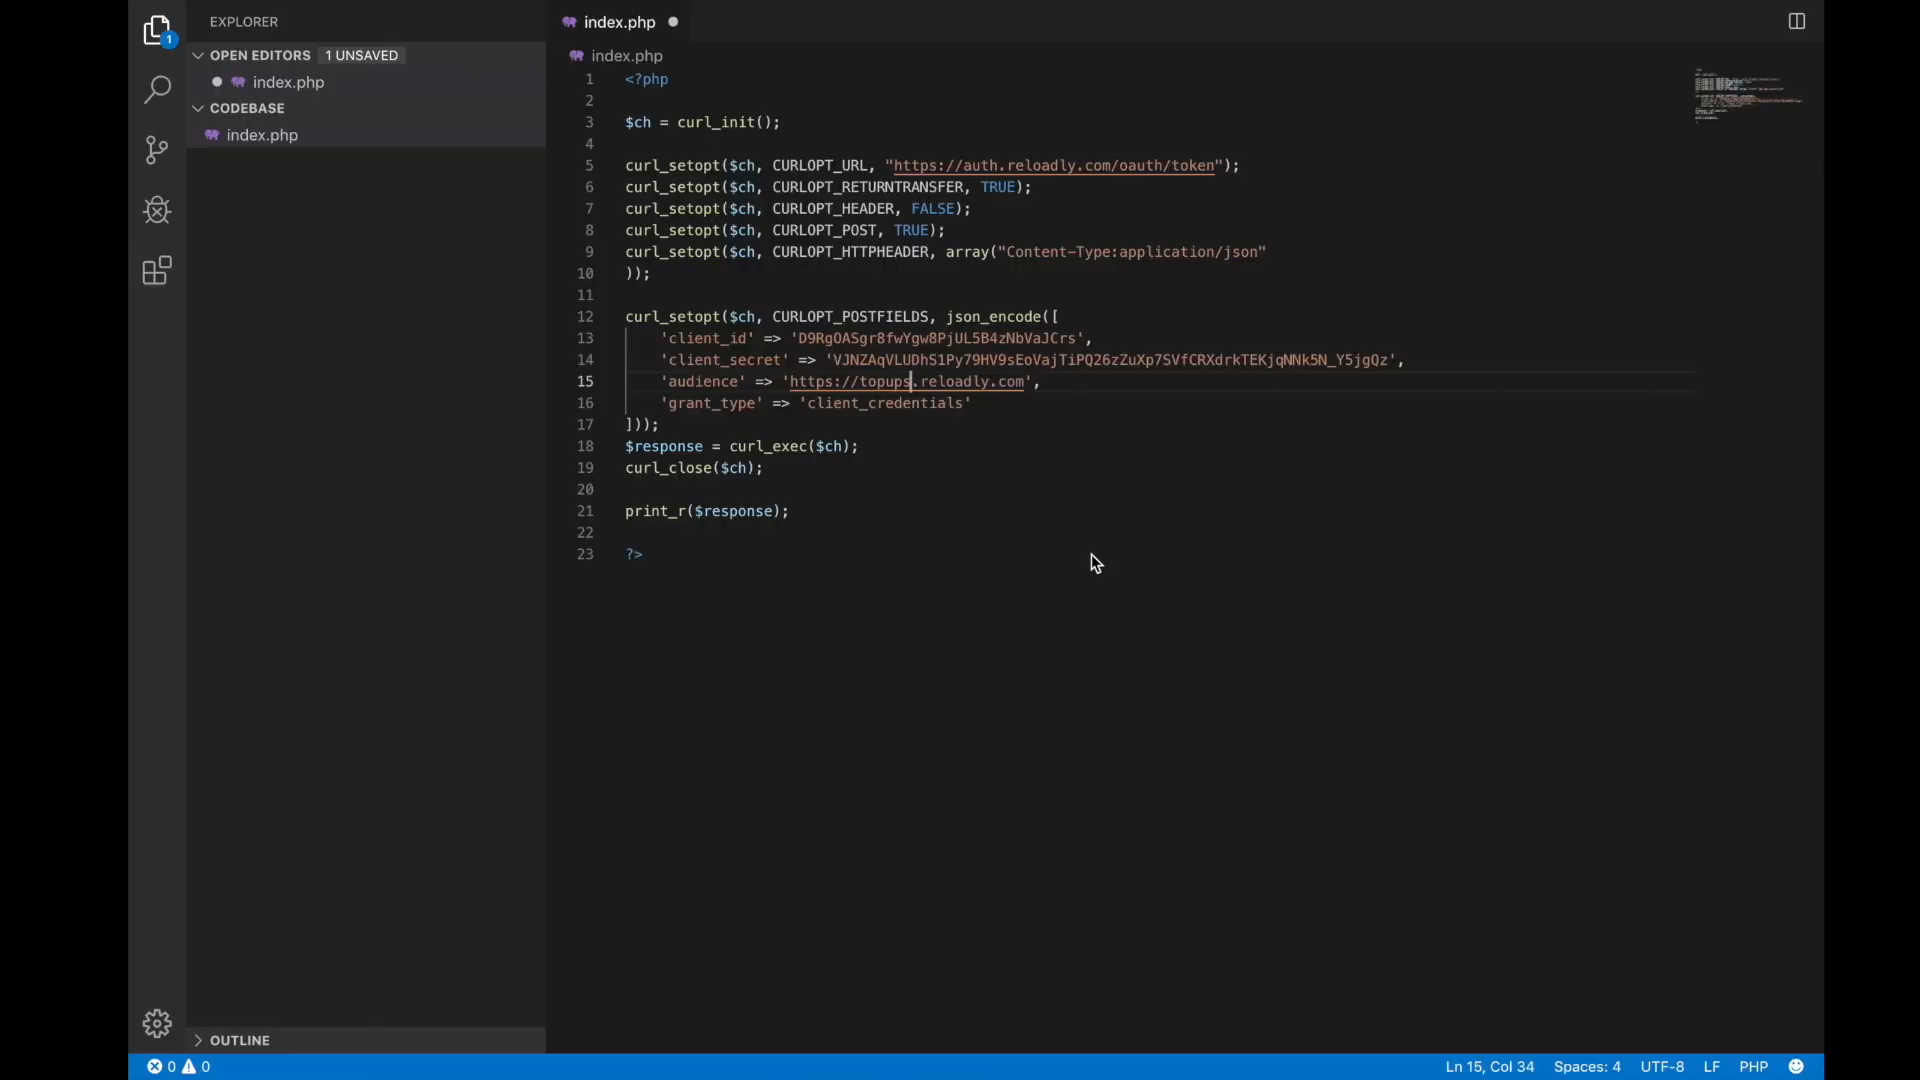 EXPLORER
OPEN EDITORS 1 UNSAVED
index.php
CODEBASE
index.php
1
index.php
index.php
1 <?php
2
3 $ch = curl_init();
4
5 curl_setopt($ch, CURLOPT_URL, "https://auth.reloadly.com/oauth/token");
6 curl_setopt($ch, CURLOPT_RETURNTRANSFER, TRUE);
7 curl_setopt($ch, CURLOPT_HEADER, FALSE);
8 curl_setopt($ch, CURLOPT_POST, TRUE);
9 curl_setopt($ch, CURLOPT_HTTPHEADER, array("Content-Type:application/json"
10 ));
11
12 curl_setopt($ch, CURLOPT_POSTFIELDS, json_encode([
13 'client_id' => 'D9RgOASgr8fwYgw8PjUL5B4zNbVaJCrs',
14 'client_secret' => 'VJNZAqVLUDhS1Py79HV9sEoVajTiPQ26zZuXp7SVfCRXdrkTEKjqNNk5N_Y5jgQz',
15 'audience' => 'https://topups.reloadly.com',
16 'grant_type' => 'client_credentials'
17 ]));
18 $response = curl_exec($ch);
19 curl_close($ch);
20
21 print_r($response);
22
23 ?>
OUTLINE
0 0
Ln 15, Col 34 Spaces: 4 UTF-8 LF PHP